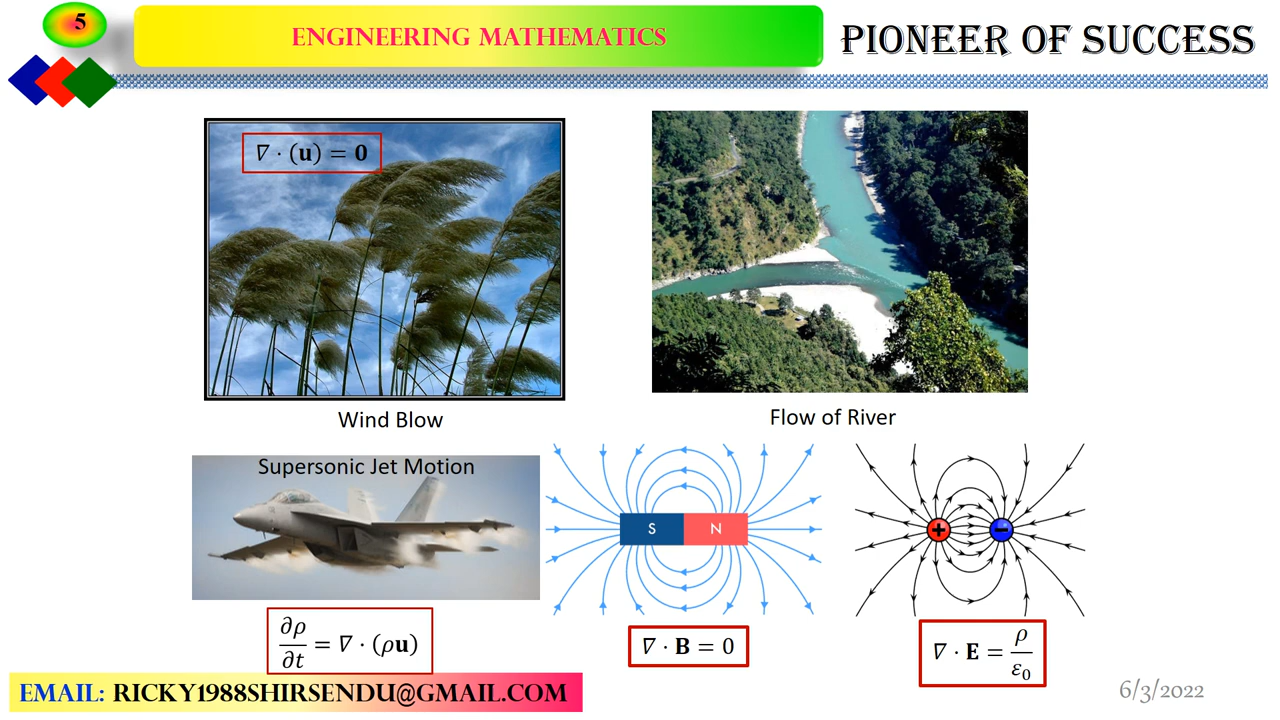 5
ENGINEERING MATHEMATICS
PIONEER OF SUCCESS
∇ · (u) = 0
Wind Blow
Flow of River
Supersonic Jet Motion
S N
+ −
∂ρ/∂t = ∇ · (ρu)
∇ · B = 0
∇ · E = ρ/ε₀
EMAIL: RICKY1988SHIRSENDU@GMAIL.COM
6/3/2022